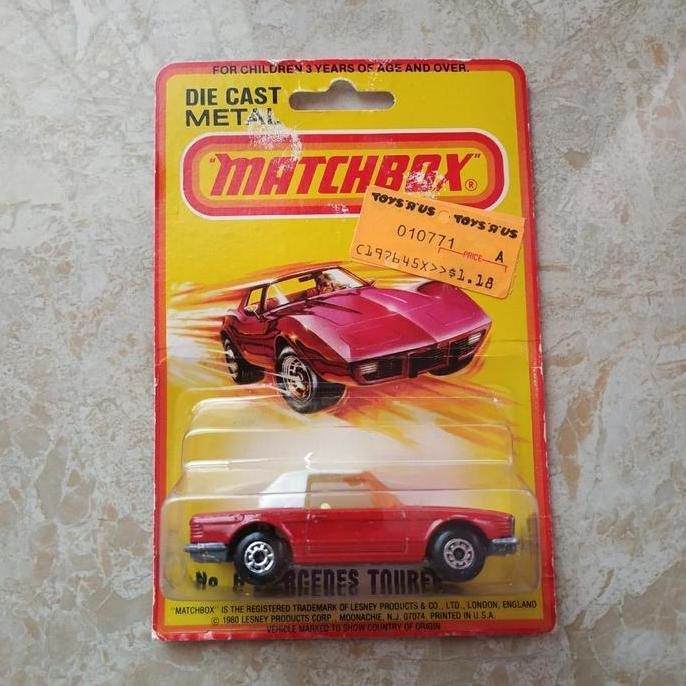 FOR CHILDREN 3 YEARS OF AGE AND OVER.
DIE CAST
METAL
"MATCHBOX"®
TOYS "R" US TOYS "R" US
010771
PRICE A
C197645X>>$1.18
No. TOURER
"MATCHBOX" IS THE REGISTERED TRADEMARK OF LESNEY PRODUCTS & CO., LTD., LONDON, ENGLAND
© 1980 LESNEY PRODUCTS CORP., MOONACHIE, N.J. 07074. PRINTED IN U.S.A.
VEHICLE MARKED TO SHOW COUNTRY OF ORIGIN